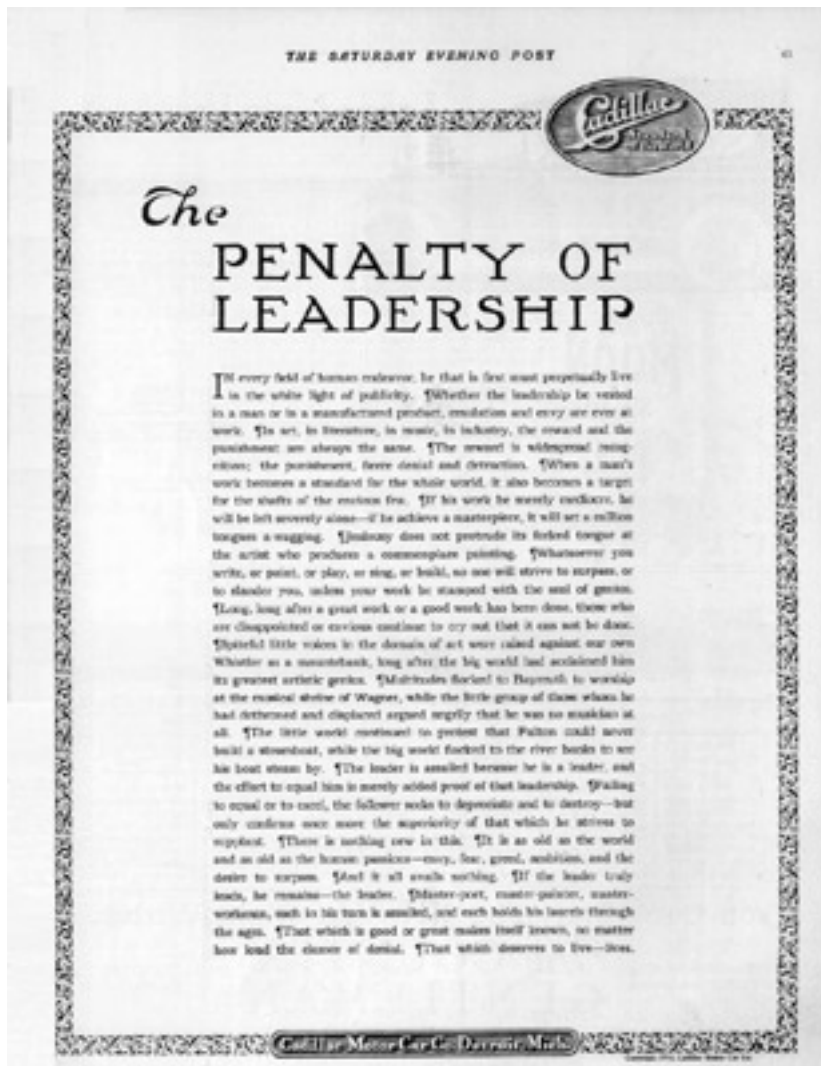 THE SATURDAY EVENING POST
Cadillac
Standard
of the World
The
PENALTY OF
LEADERSHIP
IN every field of human endeavor, he that is first must perpetually live
in the white light of publicity. ¶Whether the leadership be vested
in a man or in a manufactured product, emulation and envy are ever at
work. ¶In art, in literature, in music, in industry, the reward and the
punishment are always the same. ¶The reward is widespread recog-
nition; the punishment, fierce denial and detraction. ¶When a man's
work becomes a standard for the whole world, it also becomes a target
for the shafts of the envious few. ¶If his work be merely mediocre, he
will be left severely alone—if he achieve a masterpiece, it will set a million
tongues a-wagging. ¶Jealousy does not protrude its forked tongue at
the artist who produces a commonplace painting. ¶Whatsoever you
write, or paint, or play, or sing, or build, no one will strive to surpass, or
to slander you, unless your work be stamped with the seal of genius.
¶Long, long after a great work or a good work has been done, those who
are disappointed or envious continue to cry out that it can not be done.
¶Spiteful little voices in the domain of art were raised against our own
Whistler as a mountebank, long after the big world had acclaimed him
its greatest artistic genius. ¶Multitudes flocked to Bayreuth to worship
at the musical shrine of Wagner, while the little group of those whom he
had dethroned and displaced argued angrily that he was no musician at
all. ¶The little world continued to protest that Fulton could never
build a steamboat, while the big world flocked to the river banks to see
his boat steam by. ¶The leader is assailed because he is a leader, and
the effort to equal him is merely added proof of that leadership. ¶Failing
to equal or to excel, the follower seeks to depreciate and to destroy—but
only confirms once more the superiority of that which he strives to
supplant. ¶There is nothing new in this. ¶It is as old as the world
and as old as the human passions—envy, fear, greed, ambition, and the
desire to surpass. ¶And it all avails nothing. ¶If the leader truly
leads, he remains—the leader. ¶Master-poet, master-painter, master-
workman, each in his turn is assailed, and each holds his laurels through
the ages. ¶That which is good or great makes itself known, no matter
how loud the clamor of denial. ¶That which deserves to live—lives.
Cadillac Motor Car Co. Detroit, Mich.